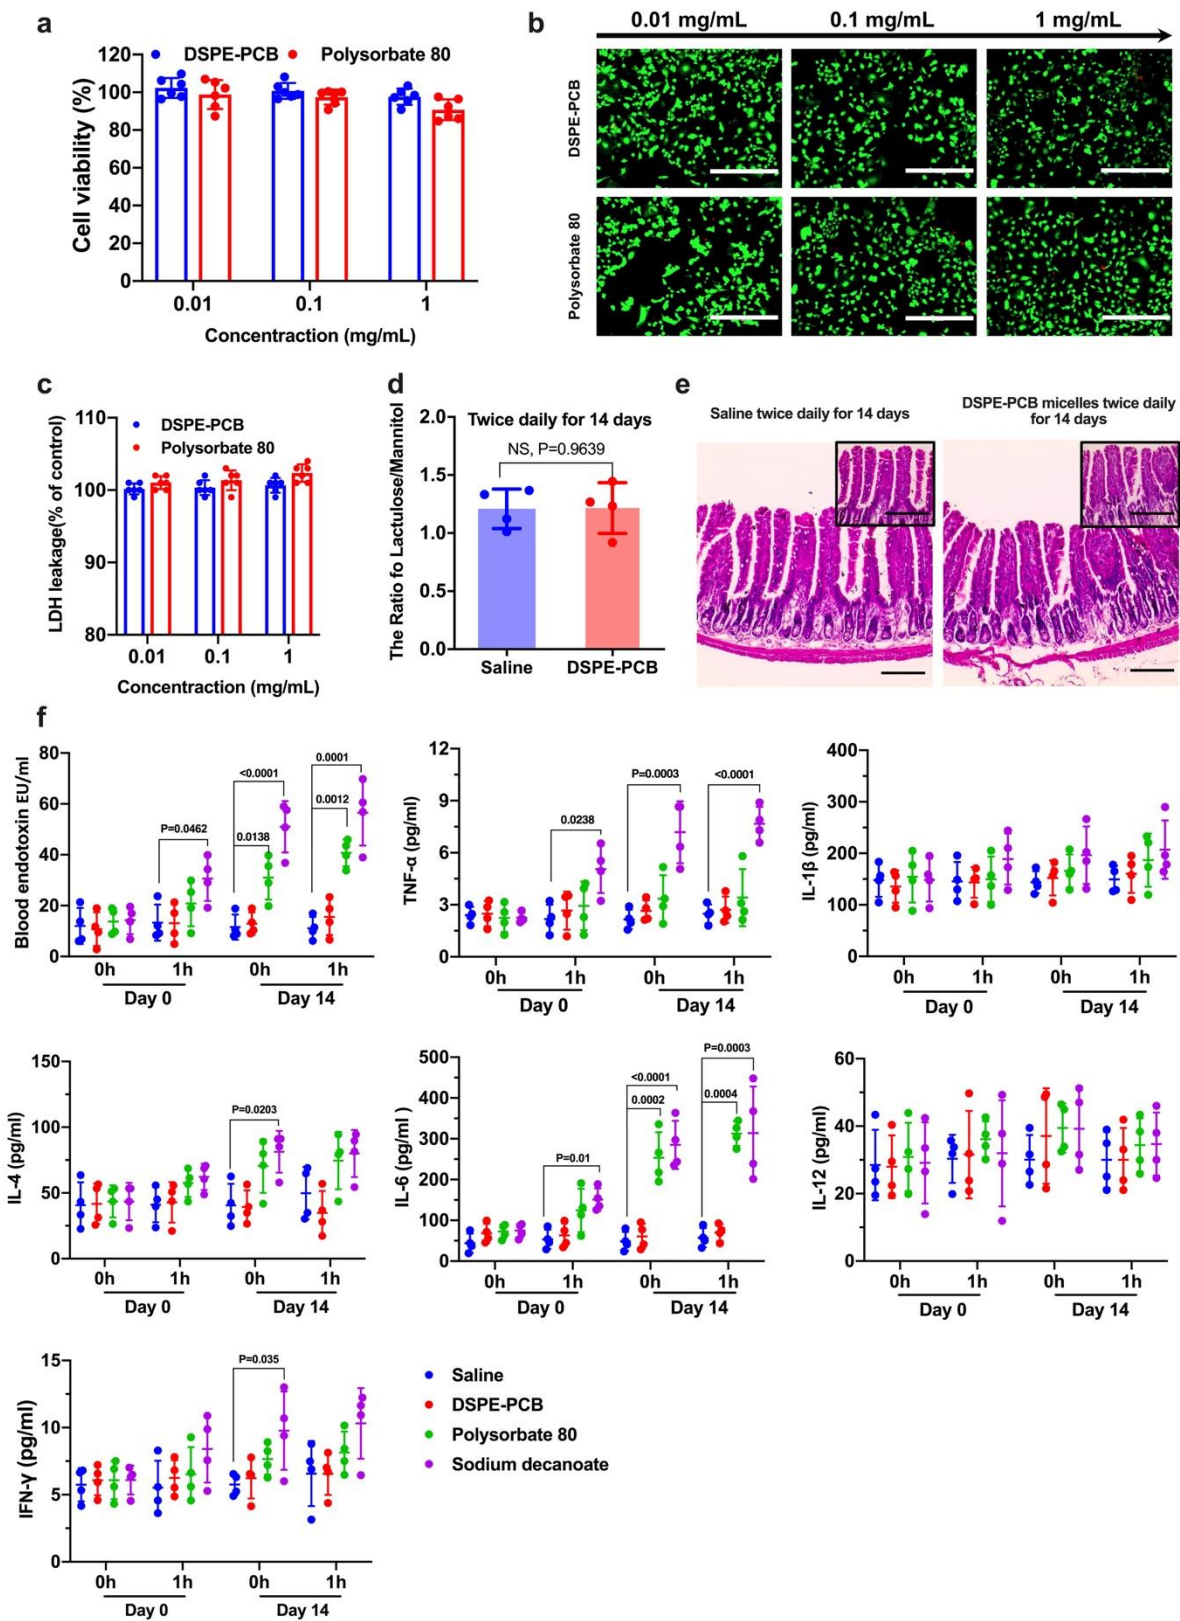 a
DSPE-PCB
Polysorbate 80
Cell viability (%)
120
100
80
60
40
20
0
0.01
0.1
1
Concentraction (mg/mL)
b
0.01 mg/mL
0.1 mg/mL
1 mg/mL
DSPE-PCB
Polysorbate 80
c
LDH leakage(% of control)
110
100
90
80
DSPE-PCB
Polysorbate 80
0.01
0.1
1
Concentraction (mg/mL)
d
Twice daily for 14 days
NS, P=0.9639
The Ratio fo Lactulose/Mannitol
2.0
1.5
1.0
0.5
0.0
Saline
DSPE-PCB
e
Saline twice daily for 14 days
DSPE-PCB micelles twice daily
for 14 days
f
Blood endotoxin EU/ml
80
60
40
20
0
P=0.0462
<0.0001
0.0138
0.0001
0.0012
0h
1h
0h
1h
Day 0
Day 14
TNF-α (pg/ml)
12
9
6
3
0
0.0238
P=0.0003
<0.0001
0h
1h
0h
1h
Day 0
Day 14
IL-1β (pg/ml)
400
300
200
100
0
0h
1h
0h
1h
Day 0
Day 14
IL-4 (pg/ml)
150
100
50
0
P=0.0203
0h
1h
0h
1h
Day 0
Day 14
IL-6 (pg/ml )
500
400
300
200
100
0
P=0.01
<0.0001
0.0002
P=0.0003
0.0004
0h
1h
0h
1h
Day 0
Day 14
IL-12 (pg/ml)
60
40
20
0
0h
1h
0h
1h
Day 0
Day 14
IFN-γ (pg/ml)
15
10
5
0
P=0.035
0h
1h
0h
1h
Day 0
Day 14
Saline
DSPE-PCB
Polysorbate 80
Sodium decanoate